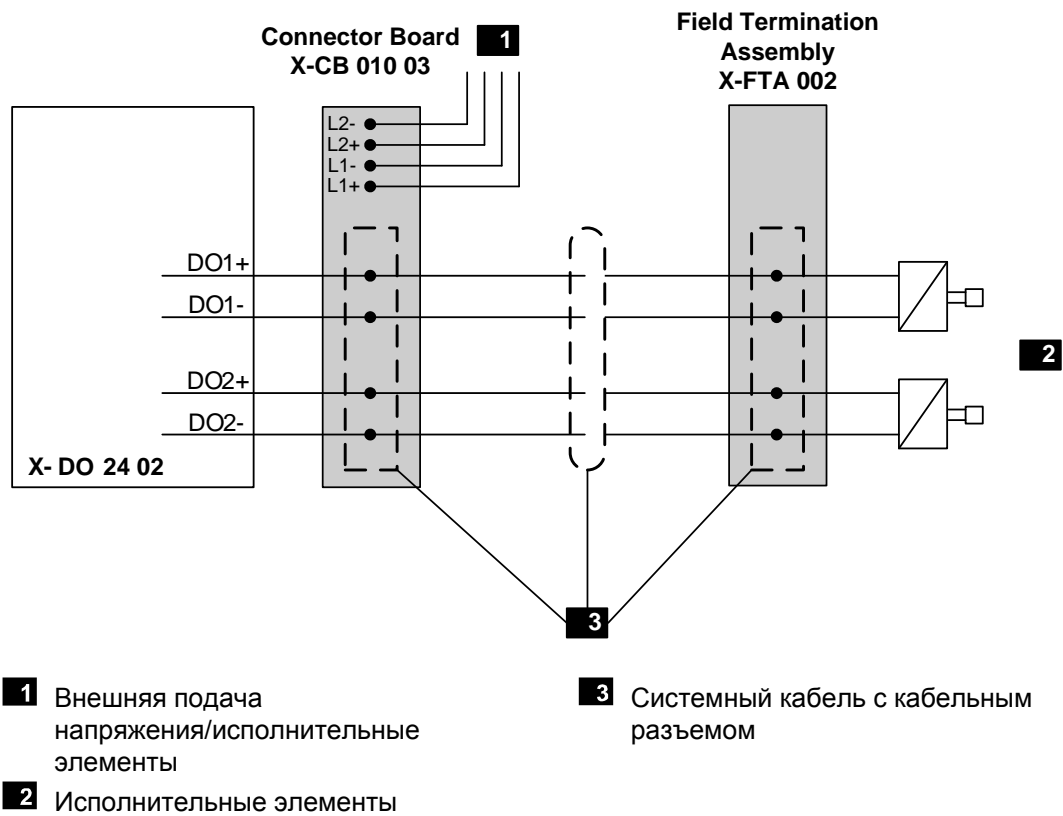 Connector Board
X-CB 010 03
1
Field Termination
Assembly
X-FTA 002
L2-
L2+
L1-
L1+
DO1+
DO1-
DO2+
DO2-
X- DO 24 02
2
3
1 Внешняя подача
напряжения/исполнительные
элементы
2 Исполнительные элементы
3 Системный кабель с кабельным
разъемом